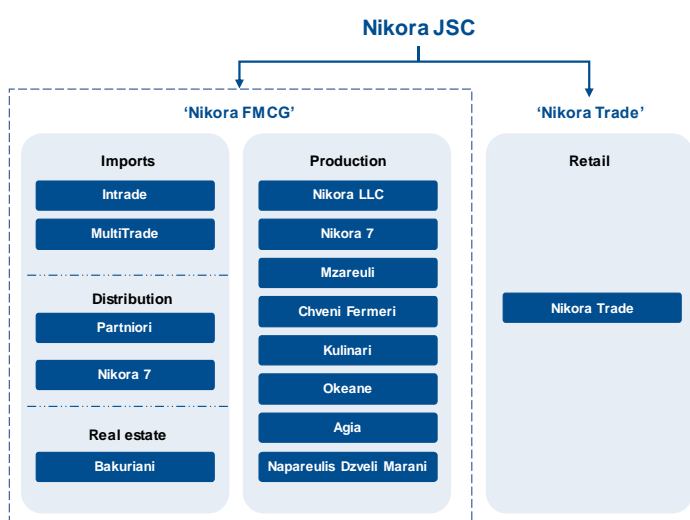 Nikora JSC
‘Nikora FMCG’
‘Nikora Trade’
Imports
Intrade
MultiTrade
Distribution
Partniori
Nikora 7
Real estate
Bakuriani
Production
Nikora LLC
Nikora 7
Mzareuli
Chveni Fermeri
Kulinari
Okeane
Agia
Napareulis Dzveli Marani
Retail
Nikora Trade